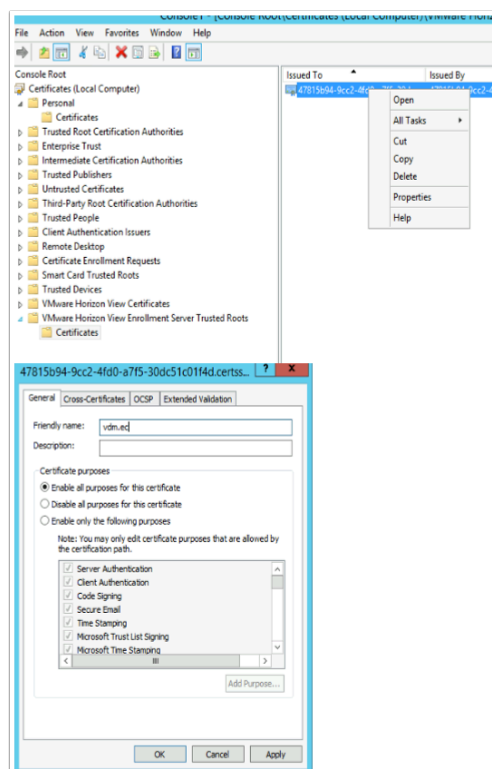 Console1 - [Console Root\Certificates (Local Computer)\VMware Horizon
File Action View Favorites Window Help
Console Root
Certificates (Local Computer)
Personal
Certificates
Trusted Root Certification Authorities
Enterprise Trust
Intermediate Certification Authorities
Trusted Publishers
Untrusted Certificates
Third-Party Root Certification Authorities
Trusted People
Client Authentication Issuers
Remote Desktop
Certificate Enrollment Requests
Smart Card Trusted Roots
Trusted Devices
VMware Horizon View Certificates
VMware Horizon View Enrollment Server Trusted Roots
Certificates
Issued To Issued By
47815b94-9cc2-4fd0-a7f5-30d
Open
All Tasks
Cut
Copy
Delete
Properties
Help
47815b94-9cc2-4fd0-a7f5-30dc51c01f4d.certss... ? X
General Cross-Certificates OCSP Extended Validation
Friendly name: vdm.ec
Description:
Certificate purposes
Enable all purposes for this certificate
Disable all purposes for this certificate
Enable only the following purposes
Note: You may only edit certificate purposes that are allowed by
the certification path.
Server Authentication
Client Authentication
Code Signing
Secure Email
Time Stamping
Microsoft Trust List Signing
Microsoft Time Stamping
Add Purpose...
OK Cancel Apply